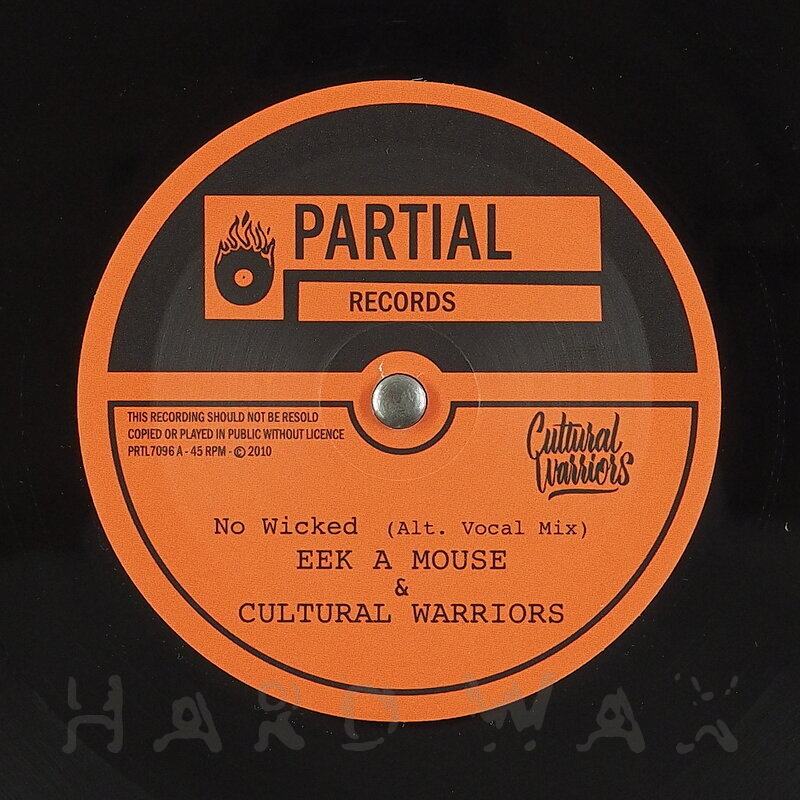 PARTIAL
RECORDS
THIS RECORDING SHOULD NOT BE RESOLD
COPIED OR PLAYED IN PUBLIC WITHOUT LICENCE
PRTL7096 A - 45 RPM - © 2010
Cultural
Warriors
No Wicked (Alt. Vocal Mix)
EEK A MOUSE
&
CULTURAL WARRIORS
HARD WAX